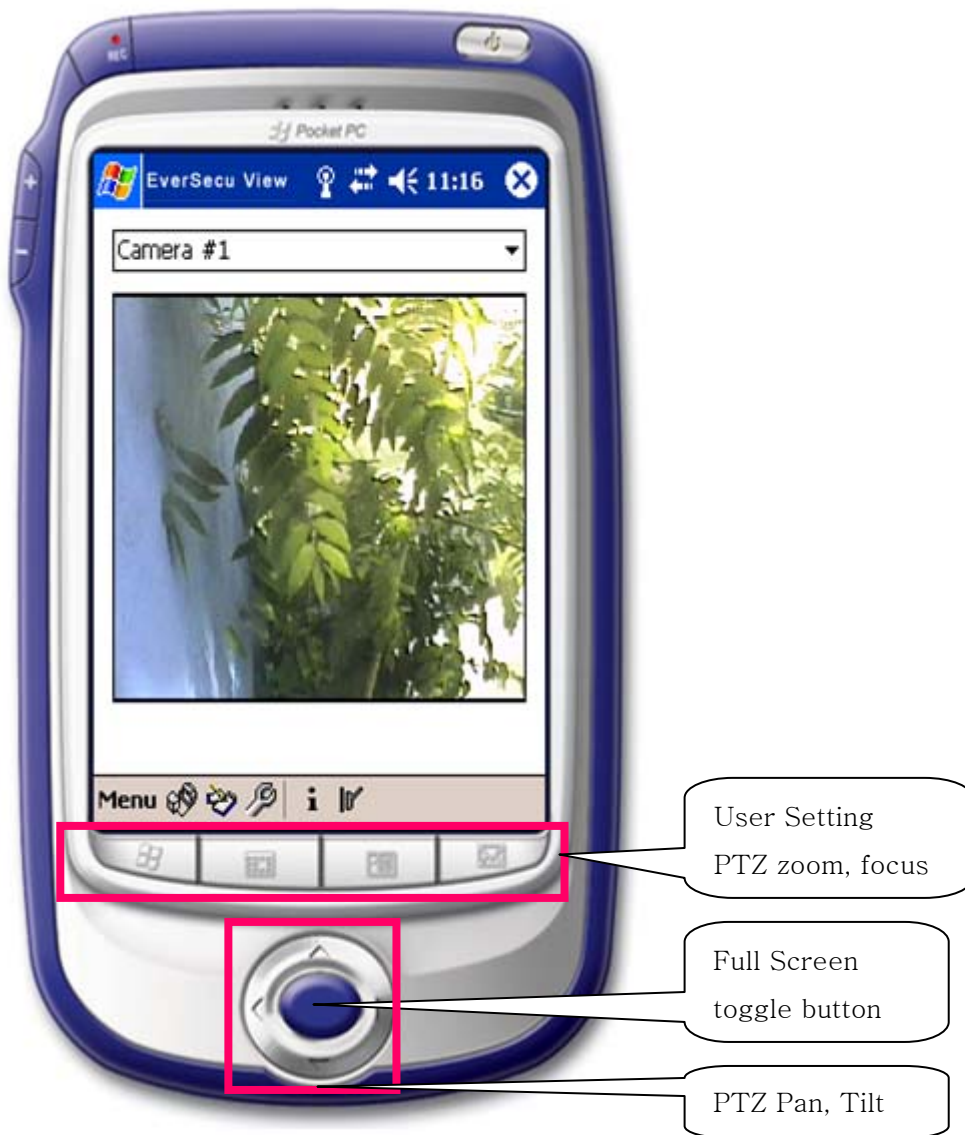 REC
Pocket PC
EverSecu View 11:16
Camera #1
Menu
User Setting
PTZ zoom, focus
Full Screen
toggle button
PTZ Pan, Tilt